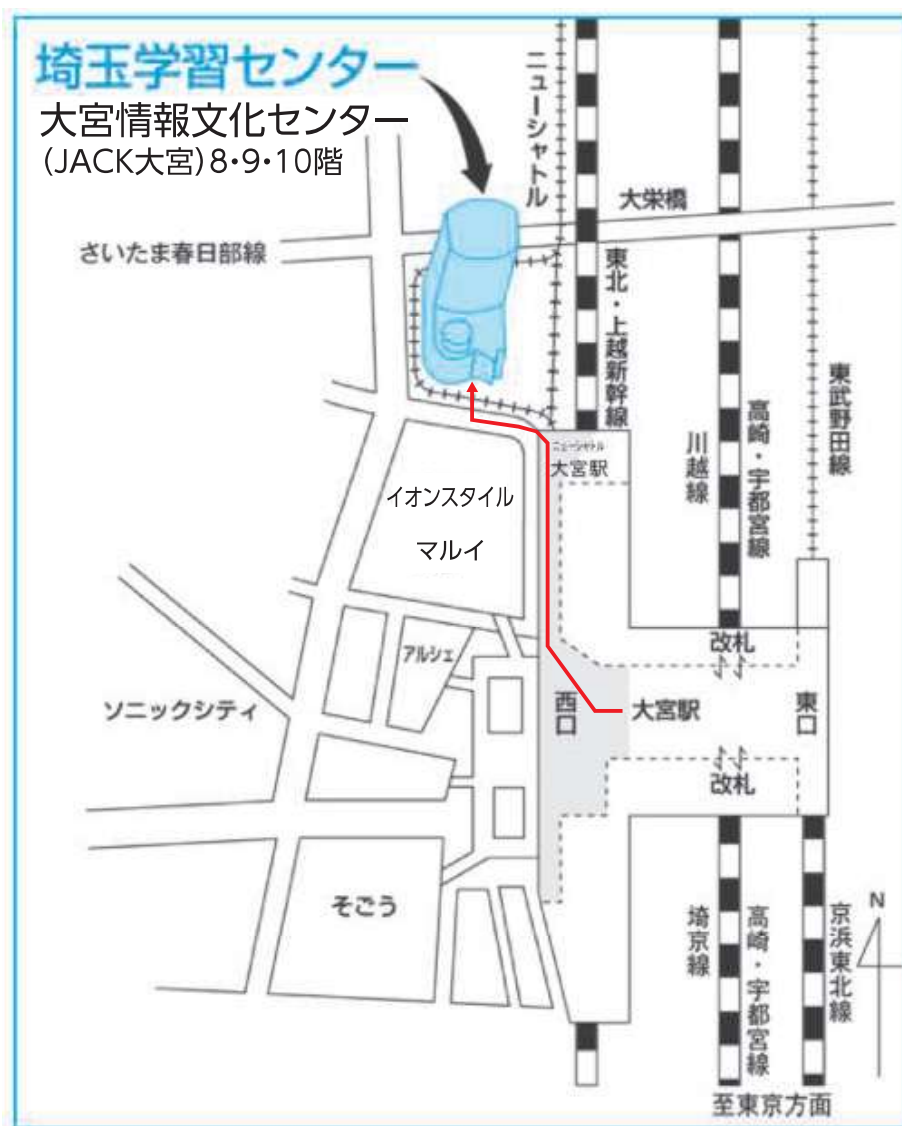 埼玉学習センター
大宮情報文化センター
(JACK大宮)8・9・10階
ニューシャトル
大栄橋
さいたま春日部線
東北・上越新幹線
川越線
高崎・宇都宮線
東武野田線
ニューシャトル
大宮駅
イオンスタイル
マルイ
アルシェ
ソニックシティ
西口
大宮駅
改札
東口
改札
そごう
埼京線
高崎・宇都宮線
京浜東北線
N
至東京方面